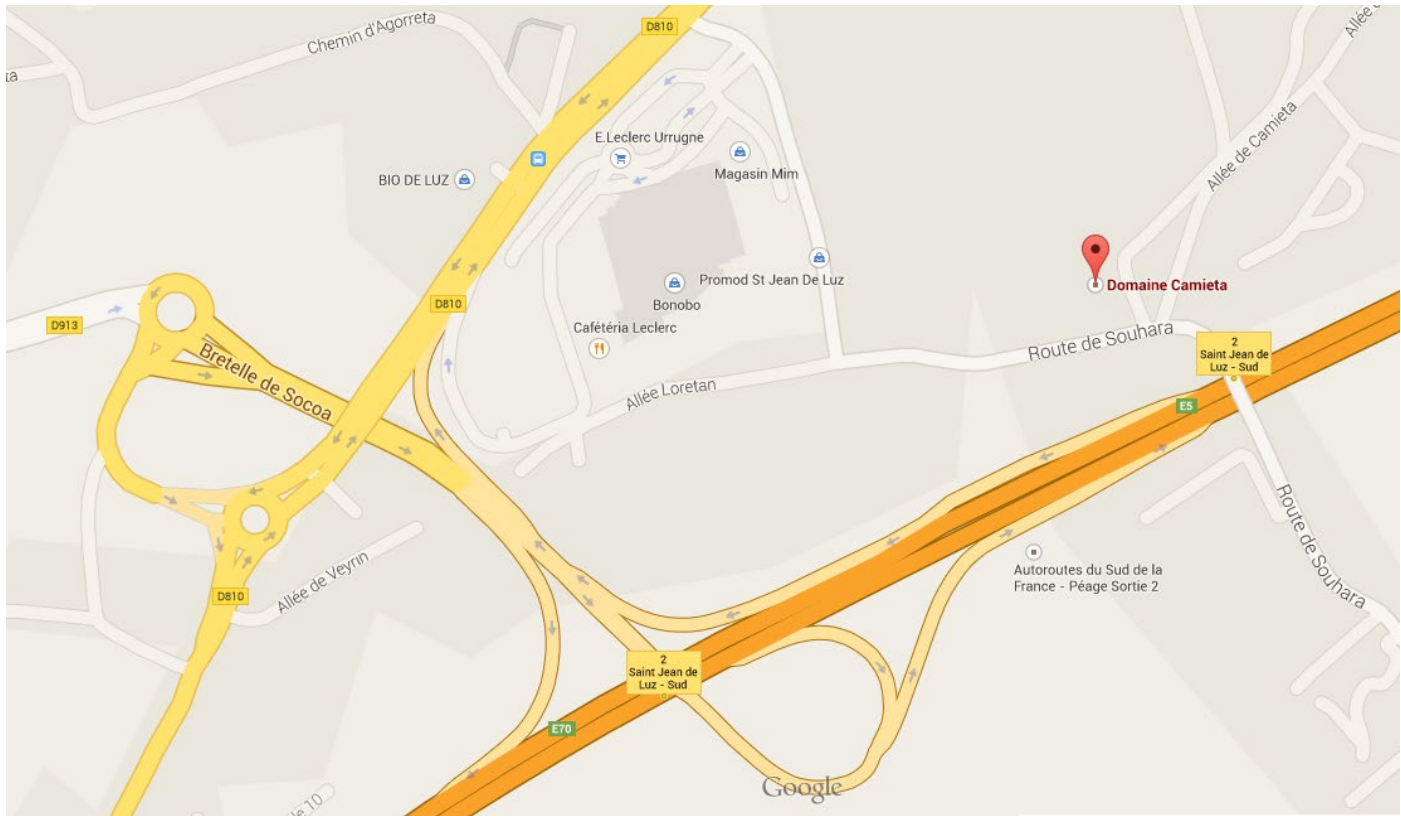 D810
Chemin d'Agorreta
ta
E.Leclerc Urrugne
Magasin Mim
BIO DE LUZ
Allée de Camieta
Promod St Jean De Luz
Bonobo
Domaine Camieta
D810
D913
Cafétéria Leclerc
Route de Souhara
2
Saint Jean de
Luz - Sud
Bretelle de Socoa
Allée Loretan
E5
Route de Souhara
Allée de Veyrin
Autoroutes du Sud de la
France - Péage Sortie 2
D810
2
Saint Jean de
Luz - Sud
E70
Google
10